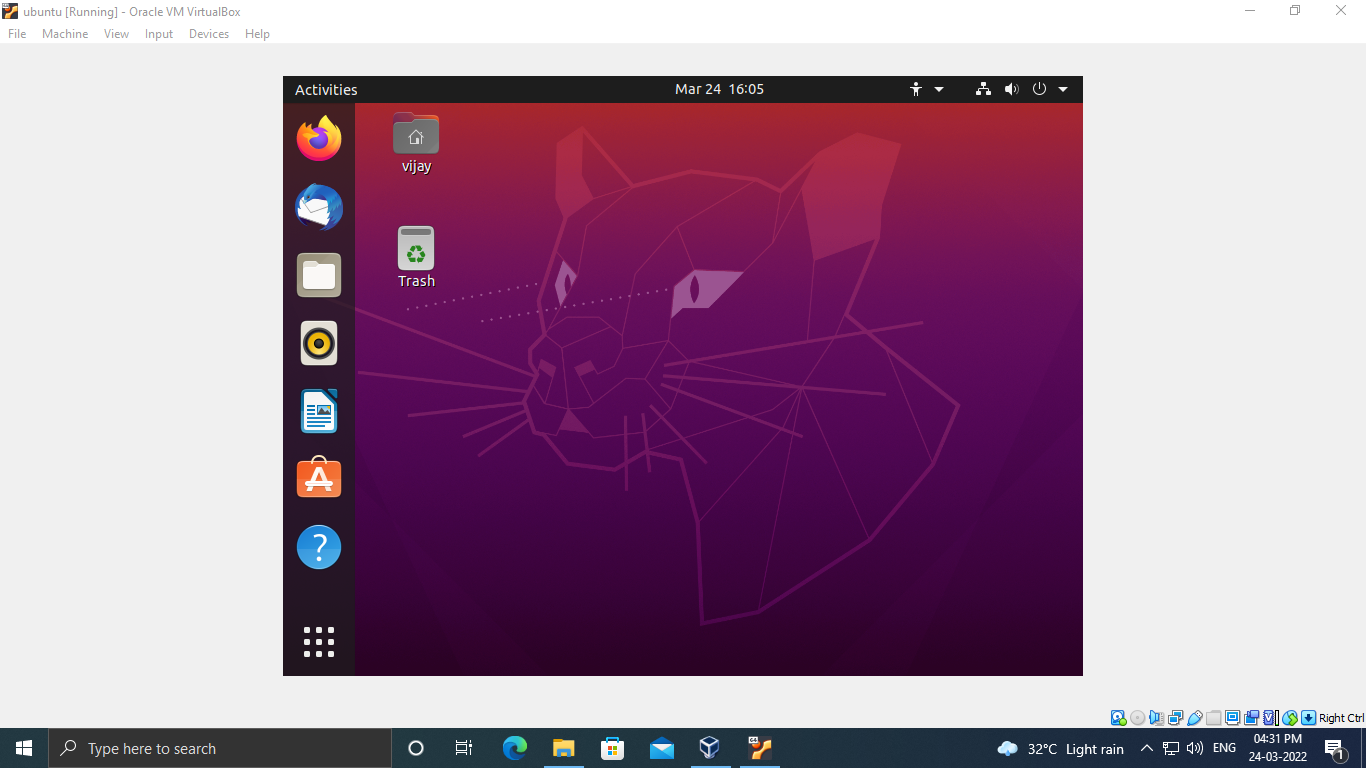 ubuntu [Running] - Oracle VM VirtualBox
File Machine View Input Devices Help
Activities
Mar 24 16:05
vijay
Trash
?
Right Ctrl
Type here to search
32°C Light rain
ENG
04:31 PM
24-03-2022
1